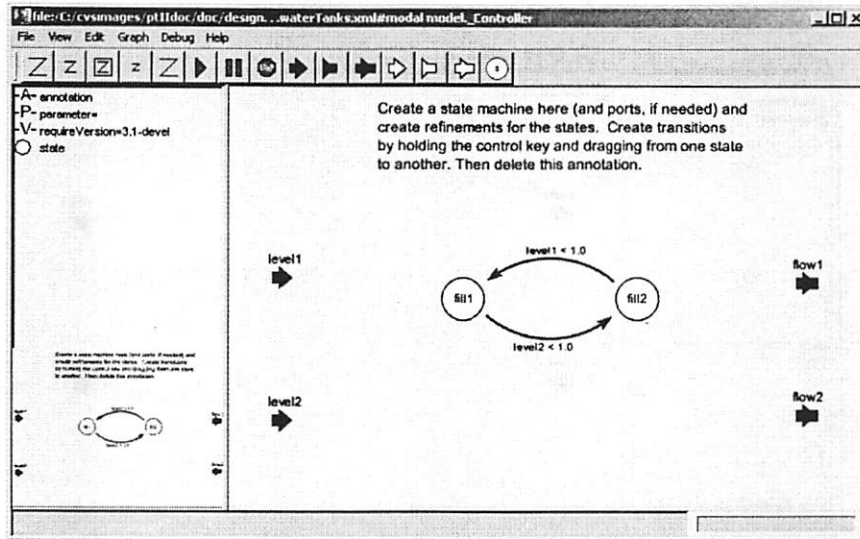 file:/C:/cvsimages/ptIIdoc/doc/design. . .waterTanks.xml#modal model._Controller
File View Edit Graph Debug Help
-A- annotation
-P- parameter=
-V- requireVersion=3.1-devel
state
Create a state machine here (and ports, if needed) and
create refinements for the states. Create transitions
by holding the control key and dragging from one state
to another. Then delete this annotation.
level1 < 1.0
level1
flow1
fill1
fill2
level2 < 1.0
level2
flow2